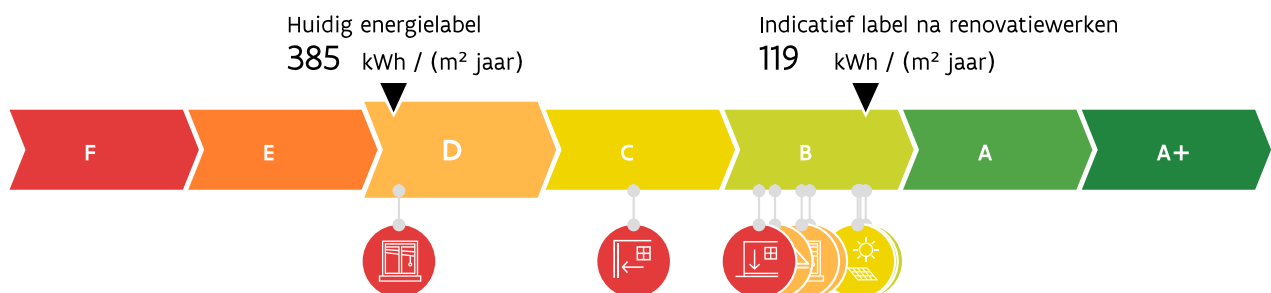 Huidig energielabel
385 kWh / (m² jaar)
Indicatief label na renovatiewerken
119 kWh / (m² jaar)
F E D C B A A+